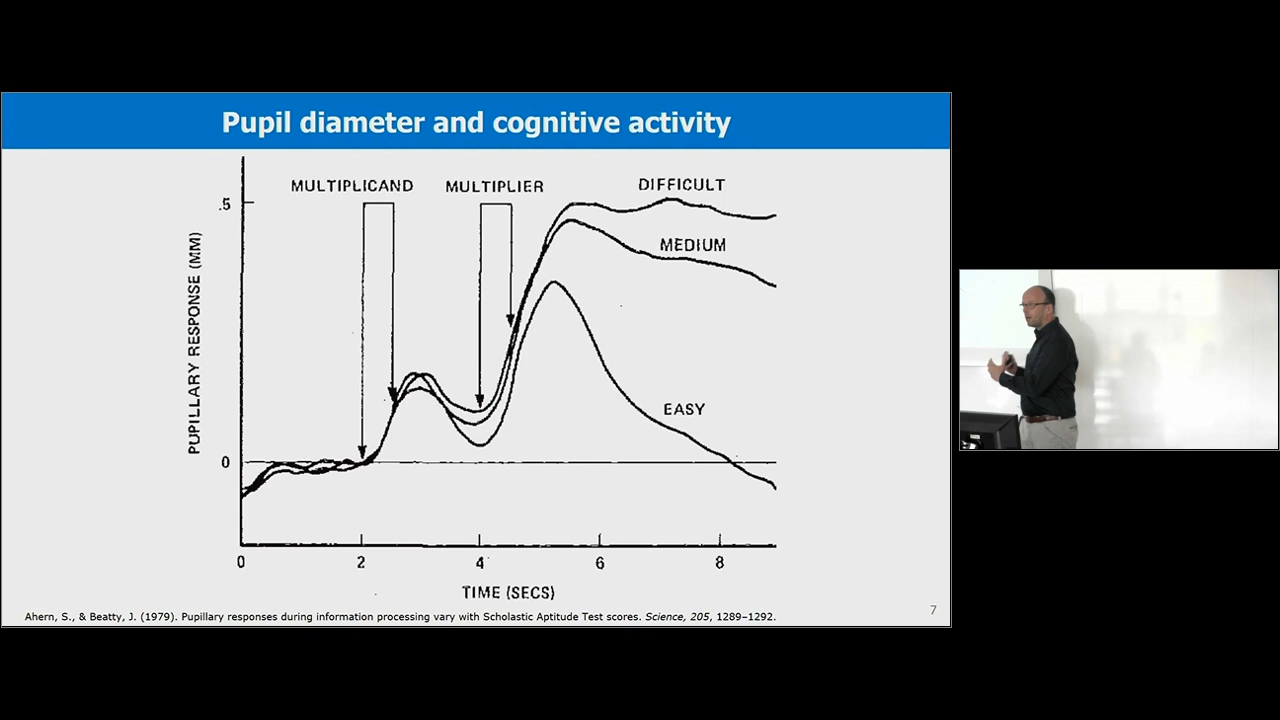 Pupil diameter and cognitive activity
MULTIPLICAND MULTIPLIER DIFFICULT
.5
MEDIUM
PUPILLARY RESPONSE (MM)
EASY
0
0 2 4 6 8
TIME (SECS)
Ahern, S., & Beatty, J. (1979). Pupillary responses during information processing vary with Scholastic Aptitude Test scores. Science, 205, 1289–1292.
7